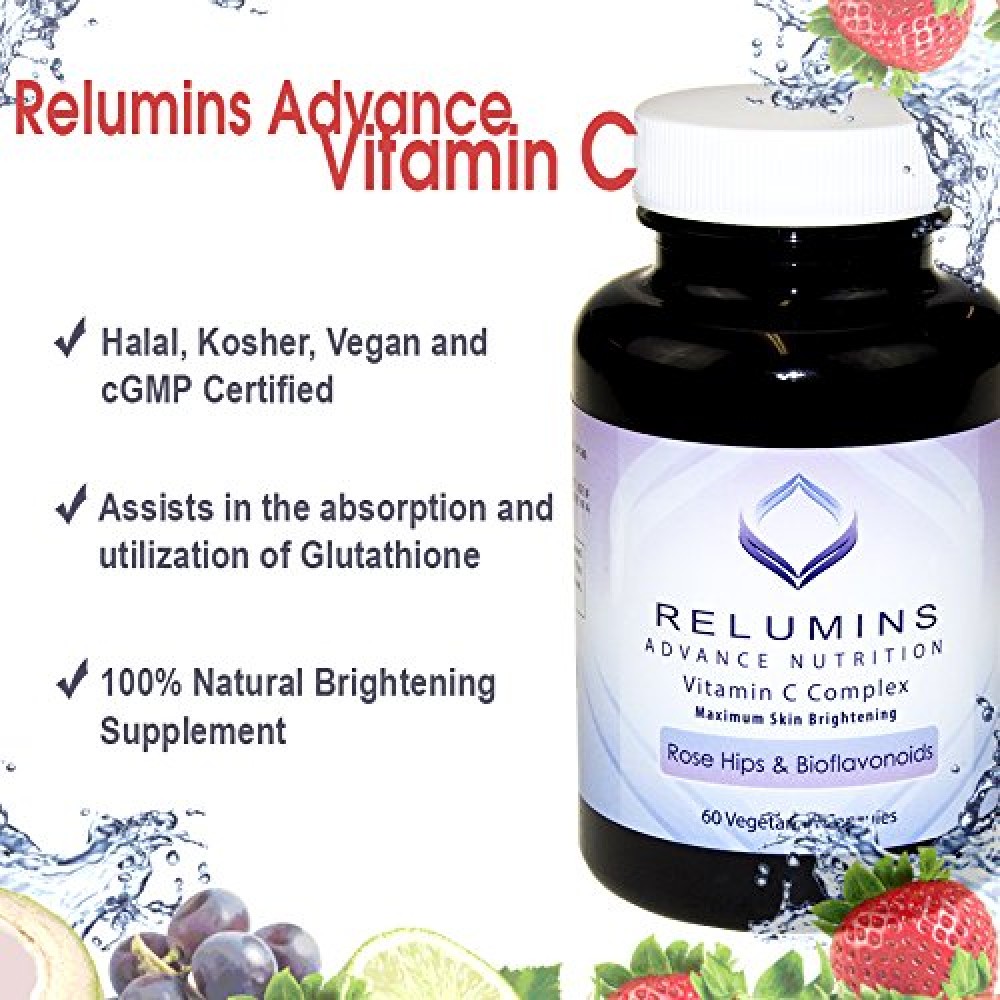 Relumins Advance
Vitamin C
Halal, Kosher, Vegan and
cGMP Certified
Assists in the absorption and
utilization of Glutathione
100% Natural Brightening
Supplement
RELUMINS
ADVANCE NUTRITION
Vitamin C Complex
Maximum Skin Brightening
Rose Hips & Bioflavonoids
60